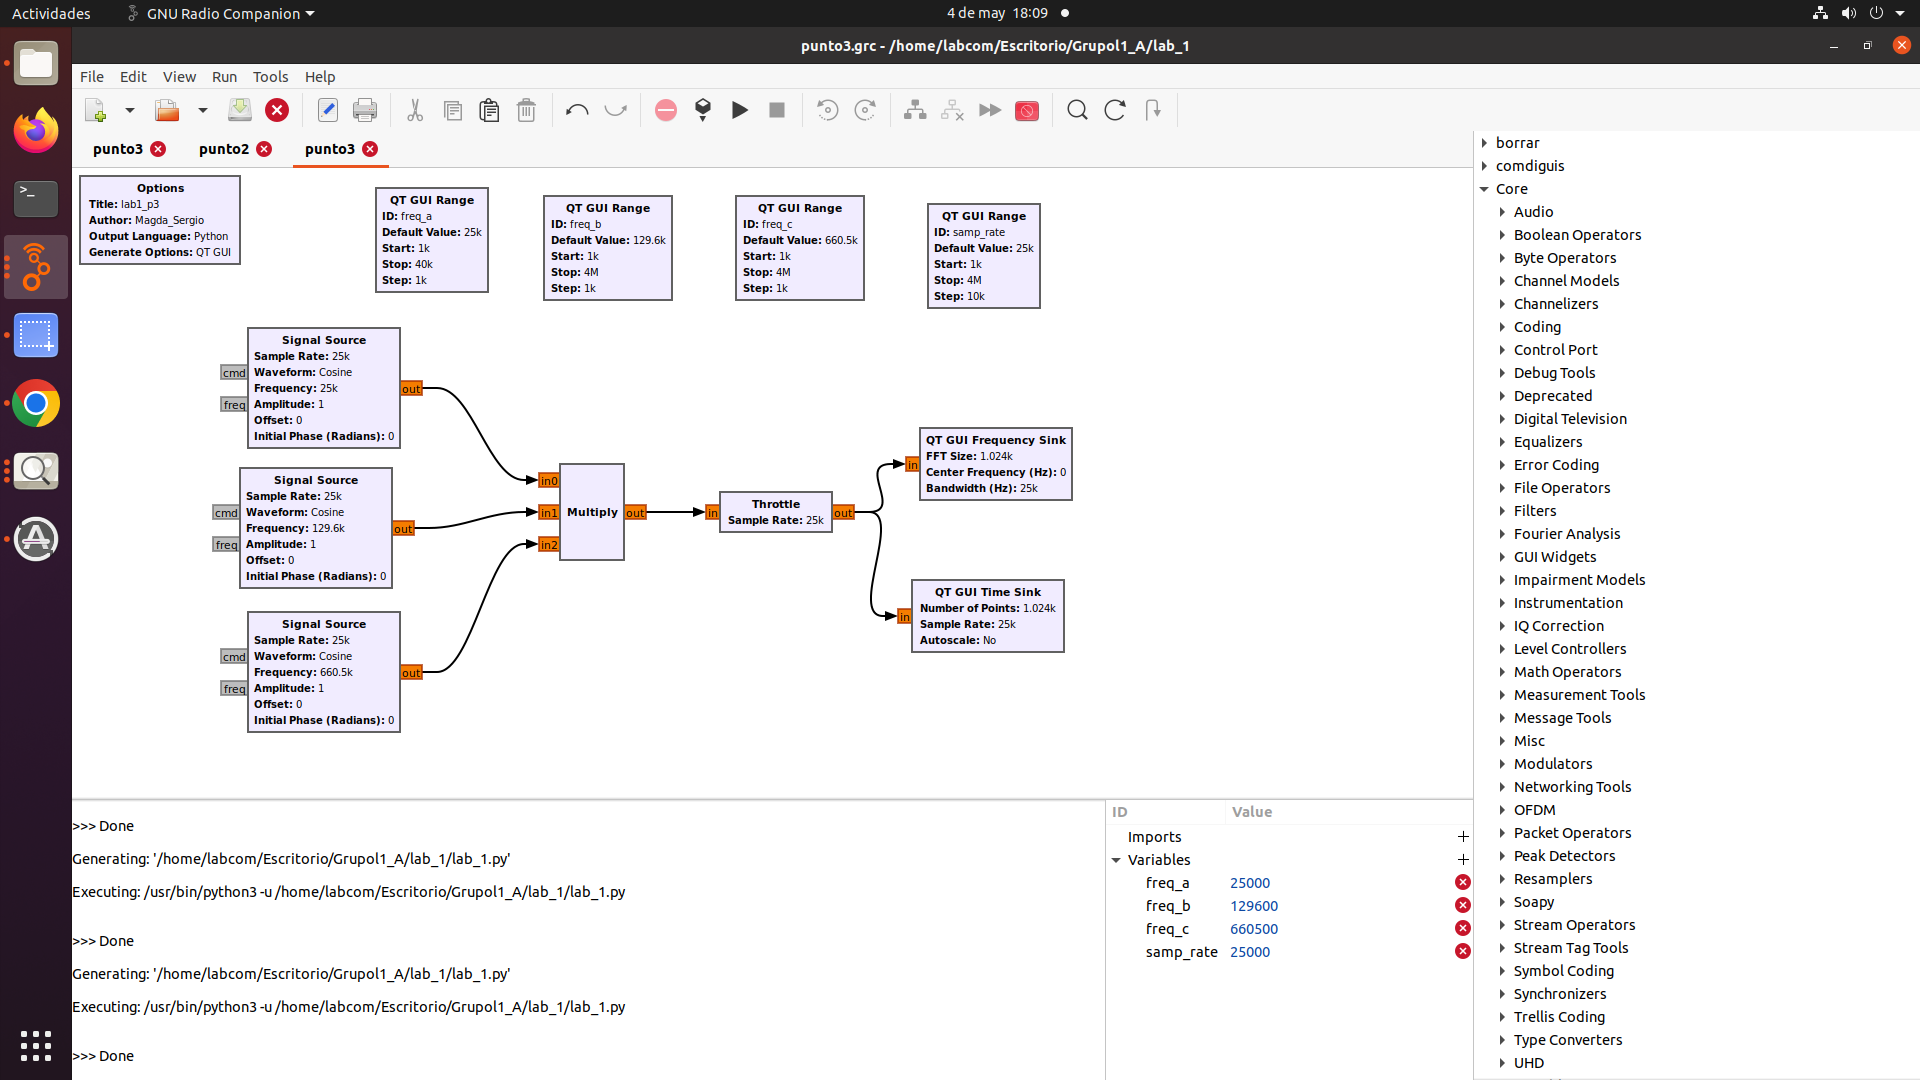 Actividades
GNU Radio Companion
4 de may 18:09
punto3.grc - /home/labcom/Escritorio/Grupol1_A/lab_1
File Edit View Run Tools Help
punto3 punto2 punto3
Options
Title: lab1_p3
Author: Magda_Sergio
Output Language: Python
Generate Options: QT GUI
QT GUI Range
ID: freq_a
Default Value: 25k
Start: 1k
Stop: 40k
Step: 1k
QT GUI Range
ID: freq_b
Default Value: 129.6k
Start: 1k
Stop: 4M
Step: 1k
QT GUI Range
ID: freq_c
Default Value: 660.5k
Start: 1k
Stop: 4M
Step: 1k
QT GUI Range
ID: samp_rate
Default Value: 25k
Start: 1k
Stop: 4M
Step: 10k
Signal Source
Sample Rate: 25k
Waveform: Cosine
Frequency: 25k
Amplitude: 1
Offset: 0
Initial Phase (Radians): 0
cmd
freq
out
Signal Source
Sample Rate: 25k
Waveform: Cosine
Frequency: 129.6k
Amplitude: 1
Offset: 0
Initial Phase (Radians): 0
cmd
freq
out
Signal Source
Sample Rate: 25k
Waveform: Cosine
Frequency: 660.5k
Amplitude: 1
Offset: 0
Initial Phase (Radians): 0
cmd
freq
out
in0
in1
in2
Multiply
out
in
Throttle
Sample Rate: 25k
out
in
QT GUI Frequency Sink
FFT Size: 1.024k
Center Frequency (Hz): 0
Bandwidth (Hz): 25k
in
QT GUI Time Sink
Number of Points: 1.024k
Sample Rate: 25k
Autoscale: No
>>> Done
Generating: '/home/labcom/Escritorio/Grupol1_A/lab_1/lab_1.py'
Executing: /usr/bin/python3 -u /home/labcom/Escritorio/Grupol1_A/lab_1/lab_1.py
>>> Done
Generating: '/home/labcom/Escritorio/Grupol1_A/lab_1/lab_1.py'
Executing: /usr/bin/python3 -u /home/labcom/Escritorio/Grupol1_A/lab_1/lab_1.py
>>> Done
ID Value
Imports
Variables
freq_a 25000
freq_b 129600
freq_c 660500
samp_rate 25000
borrar
comdiguis
Core
Audio
Boolean Operators
Byte Operators
Channel Models
Channelizers
Coding
Control Port
Debug Tools
Deprecated
Digital Television
Equalizers
Error Coding
File Operators
Filters
Fourier Analysis
GUI Widgets
Impairment Models
Instrumentation
IQ Correction
Level Controllers
Math Operators
Measurement Tools
Message Tools
Misc
Modulators
Networking Tools
OFDM
Packet Operators
Peak Detectors
Resamplers
Soapy
Stream Operators
Stream Tag Tools
Symbol Coding
Synchronizers
Trellis Coding
Type Converters
UHD